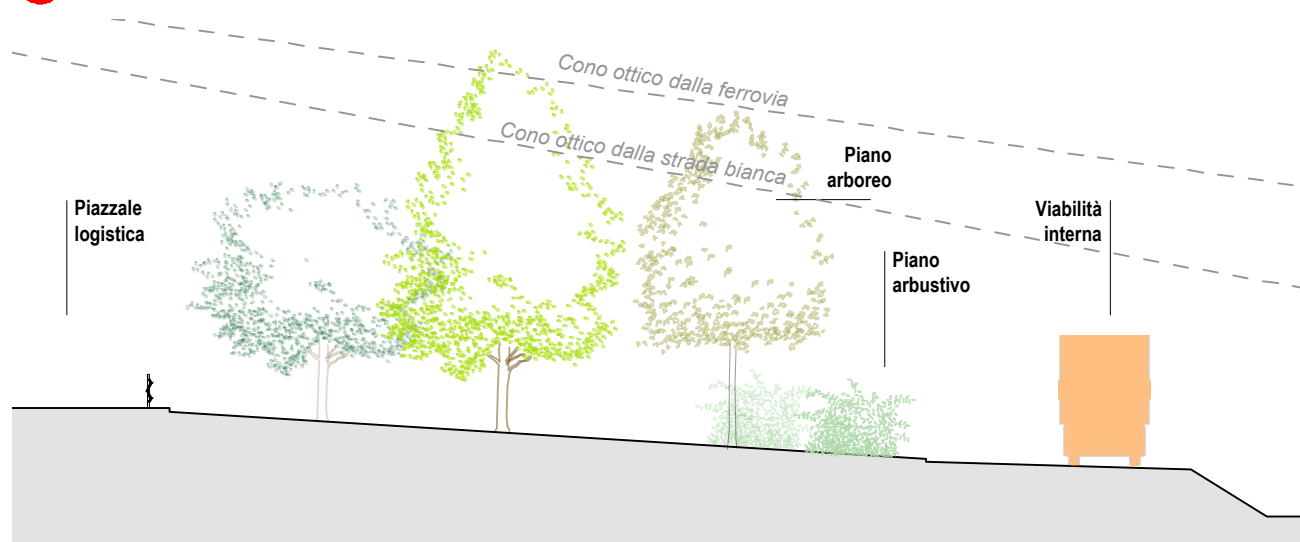 Cono ottico dalla ferrovia
Cono ottico dalla strada bianca
Piano
arboreo
Piazzale
logistica
Viabilità
interna
Piano
arbustivo